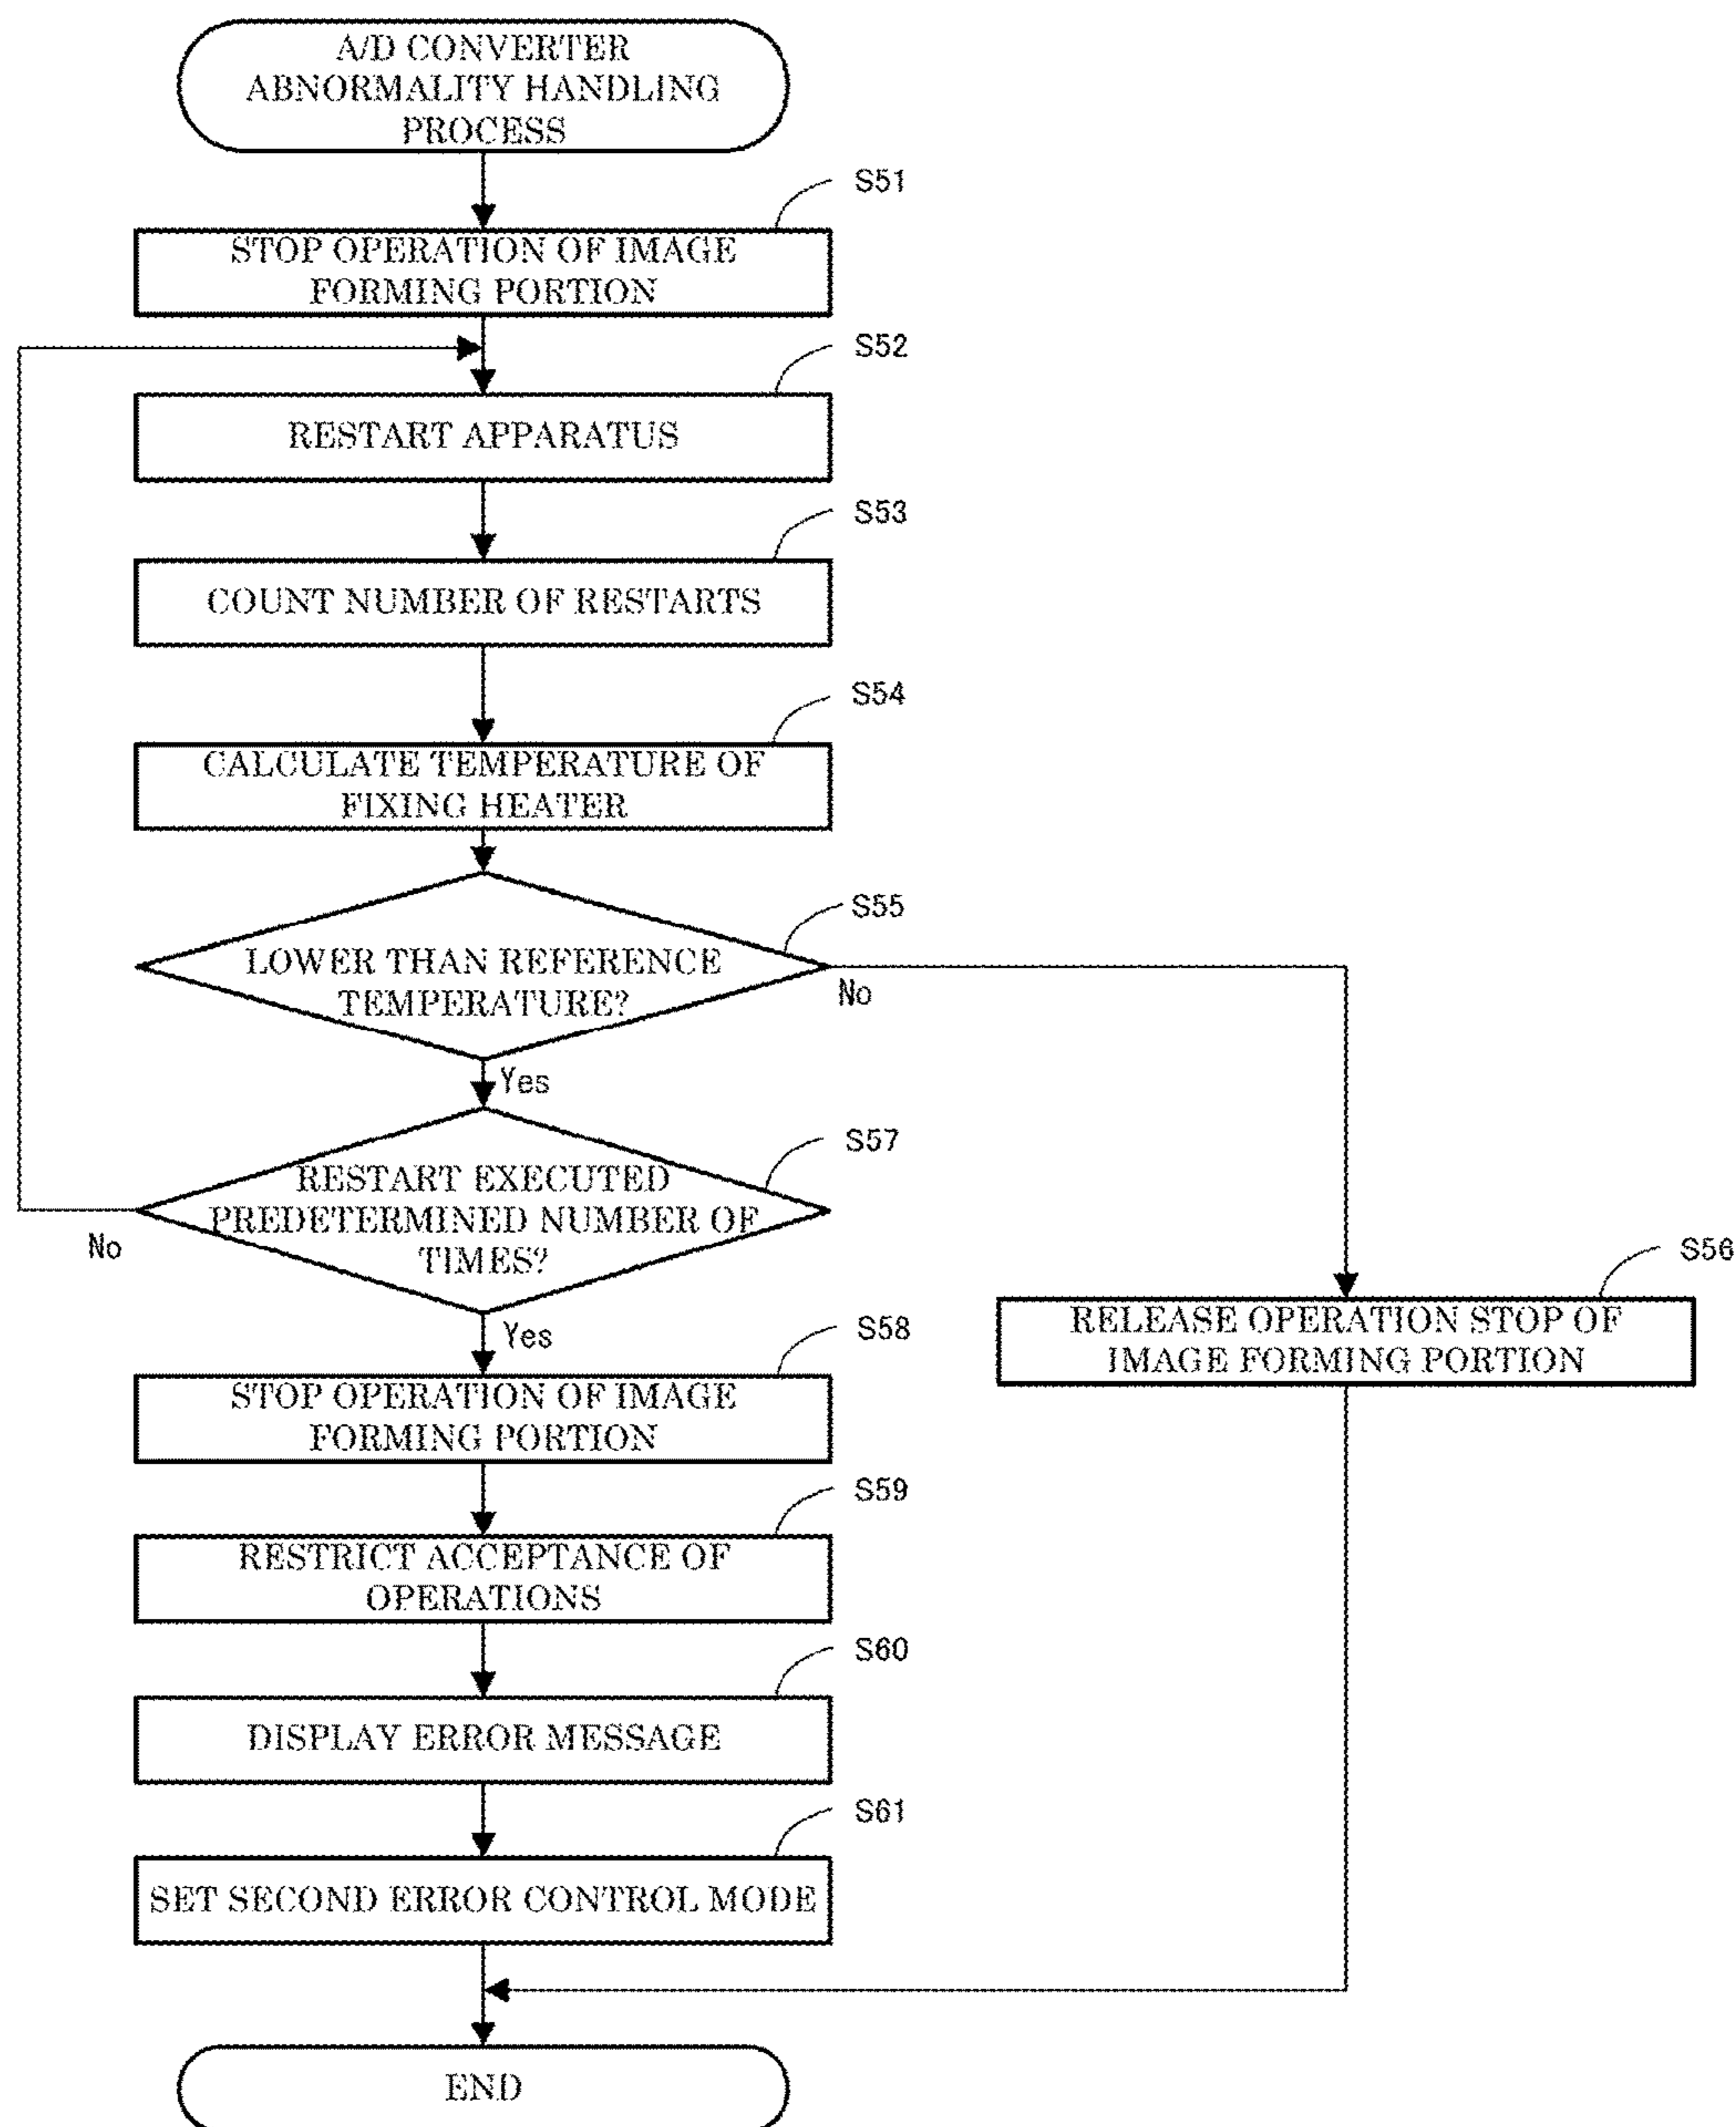 A/D CONVERTER
ABNORMALITY HANDLING
PROCESS
S51
STOP OPERATION OF IMAGE
FORMING PORTION
S52
RESTART APPARATUS
S53
COUNT NUMBER OF RESTARTS
S54
CALCULATE TEMPERATURE OF
FIXING HEATER
S55
LOWER THAN REFERENCE
TEMPERATURE?
No
Yes
S57
RESTART EXECUTED
PREDETERMINED NUMBER OF
TIMES?
No
Yes
S56
RELEASE OPERATION STOP OF
IMAGE FORMING PORTION
S58
STOP OPERATION OF IMAGE
FORMING PORTION
S59
RESTRICT ACCEPTANCE OF
OPERATIONS
S60
DISPLAY ERROR MESSAGE
S61
SET SECOND ERROR CONTROL MODE
END